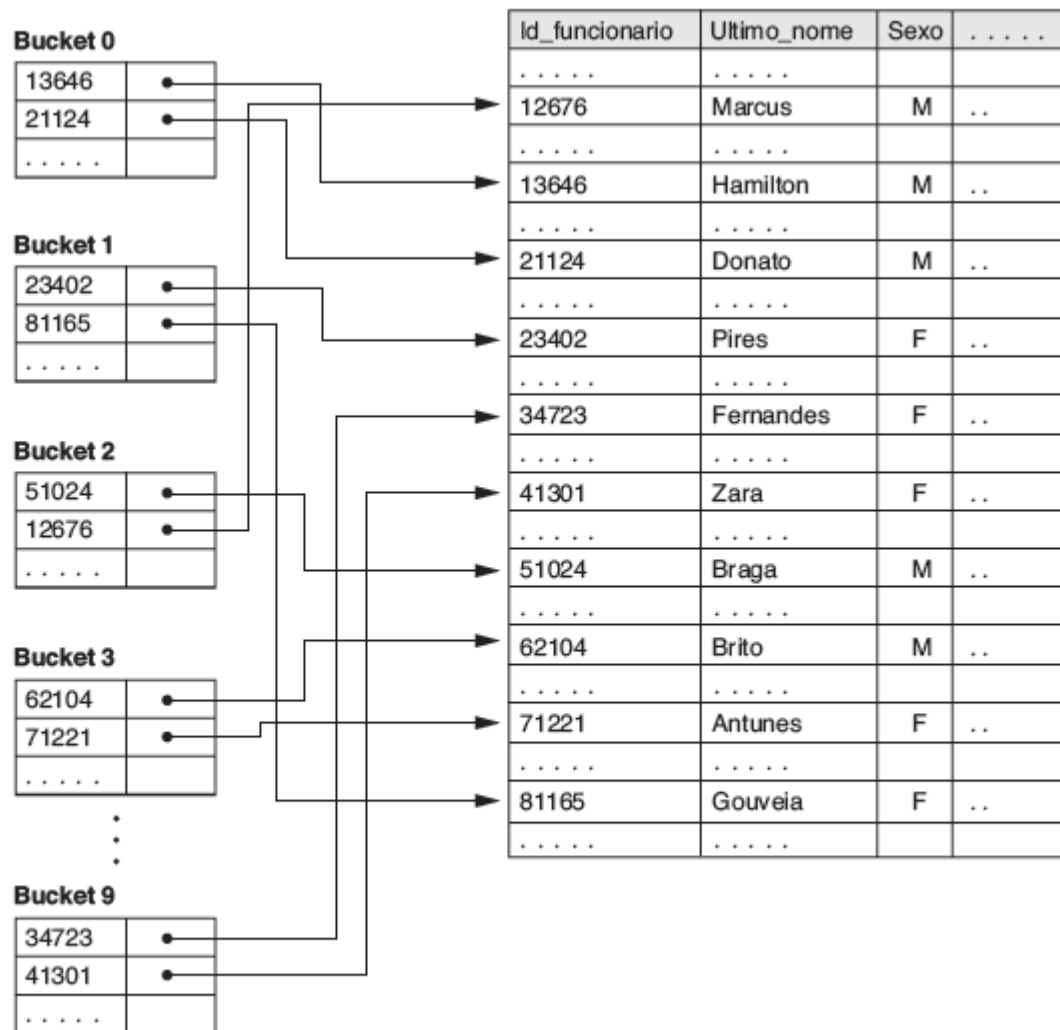 Bucket 0
13646
21124
. . . . .
Bucket 1
23402
81165
. . . . .
Bucket 2
51024
12676
. . . . .
Bucket 3
62104
71221
. . . . .
Bucket 9
34723
41301
. . . . .
Id_funcionario Ultimo_nome Sexo . . . . .
. . . . . . . . . .
12676 Marcus M . .
. . . . . . . . . .
13646 Hamilton M . .
. . . . . . . . . .
21124 Donato M . .
. . . . . . . . . .
23402 Pires F . .
. . . . . . . . . .
34723 Fernandes F . .
. . . . . . . . . .
41301 Zara F . .
. . . . . . . . . .
51024 Braga M . .
. . . . . . . . . .
62104 Brito M . .
. . . . . . . . . .
71221 Antunes F . .
. . . . . . . . . .
81165 Gouveia F . .
. . . . . . . . . .